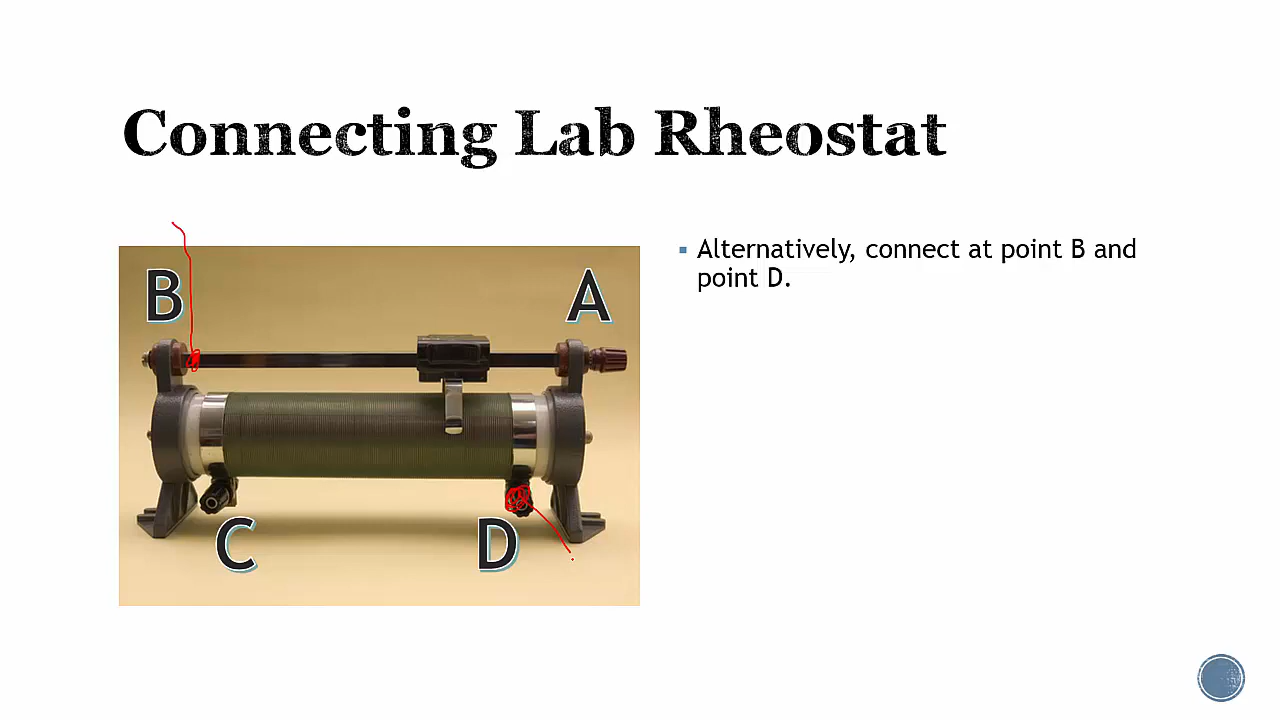 Connecting Lab Rheostat
Alternatively, connect at point B and
point D.
B
A
C
D